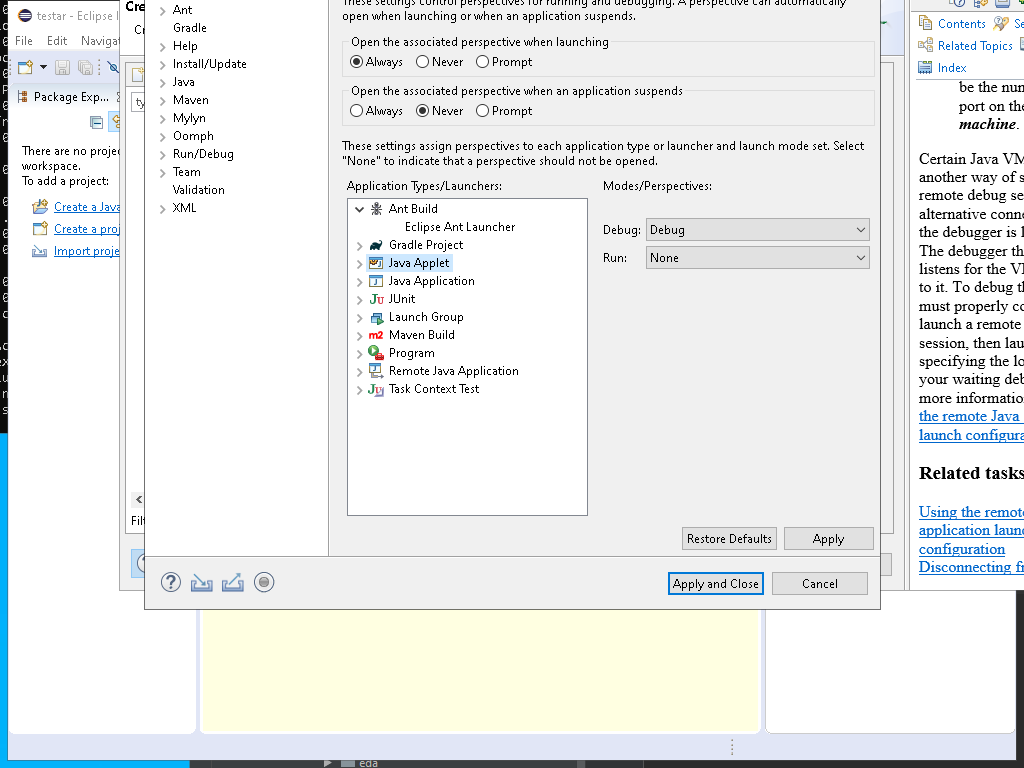 testar - Eclipse I
File Edit Navigat
Package Exp...
There are no projec
workspace.
To add a project:
Create a Java
Create a proj
Import proje
Cre
Cr
ty
Filt
Ant
Gradle
Help
Install/Update
Java
Maven
Mylyn
Oomph
Run/Debug
Team
Validation
XML
These settings control perspectives for running and debugging. A perspective can automatically
open when launching or when an application suspends.
Open the associated perspective when launching
Always Never Prompt
Open the associated perspective when an application suspends
Always Never Prompt
These settings assign perspectives to each application type or launcher and launch mode set. Select
"None" to indicate that a perspective should not be opened.
Application Types/Launchers:
Ant Build
Eclipse Ant Launcher
Gradle Project
Java Applet
Java Application
JUnit
Launch Group
Maven Build
Program
Remote Java Application
Task Context Test
Modes/Perspectives:
Debug: Debug
Run: None
Restore Defaults Apply
Apply and Close Cancel
Contents Se
Related Topics
Index
be the num
port on the
machine.
Certain Java VM
another way of s
remote debug se
alternative conne
the debugger is l
The debugger th
listens for the VM
to it. To debug th
must properly co
launch a remote
session, then lau
specifying the lo
your waiting deb
more information
the remote Java
launch configura
Related tasks
Using the remote
application launc
configuration
Disconnecting fr
eda